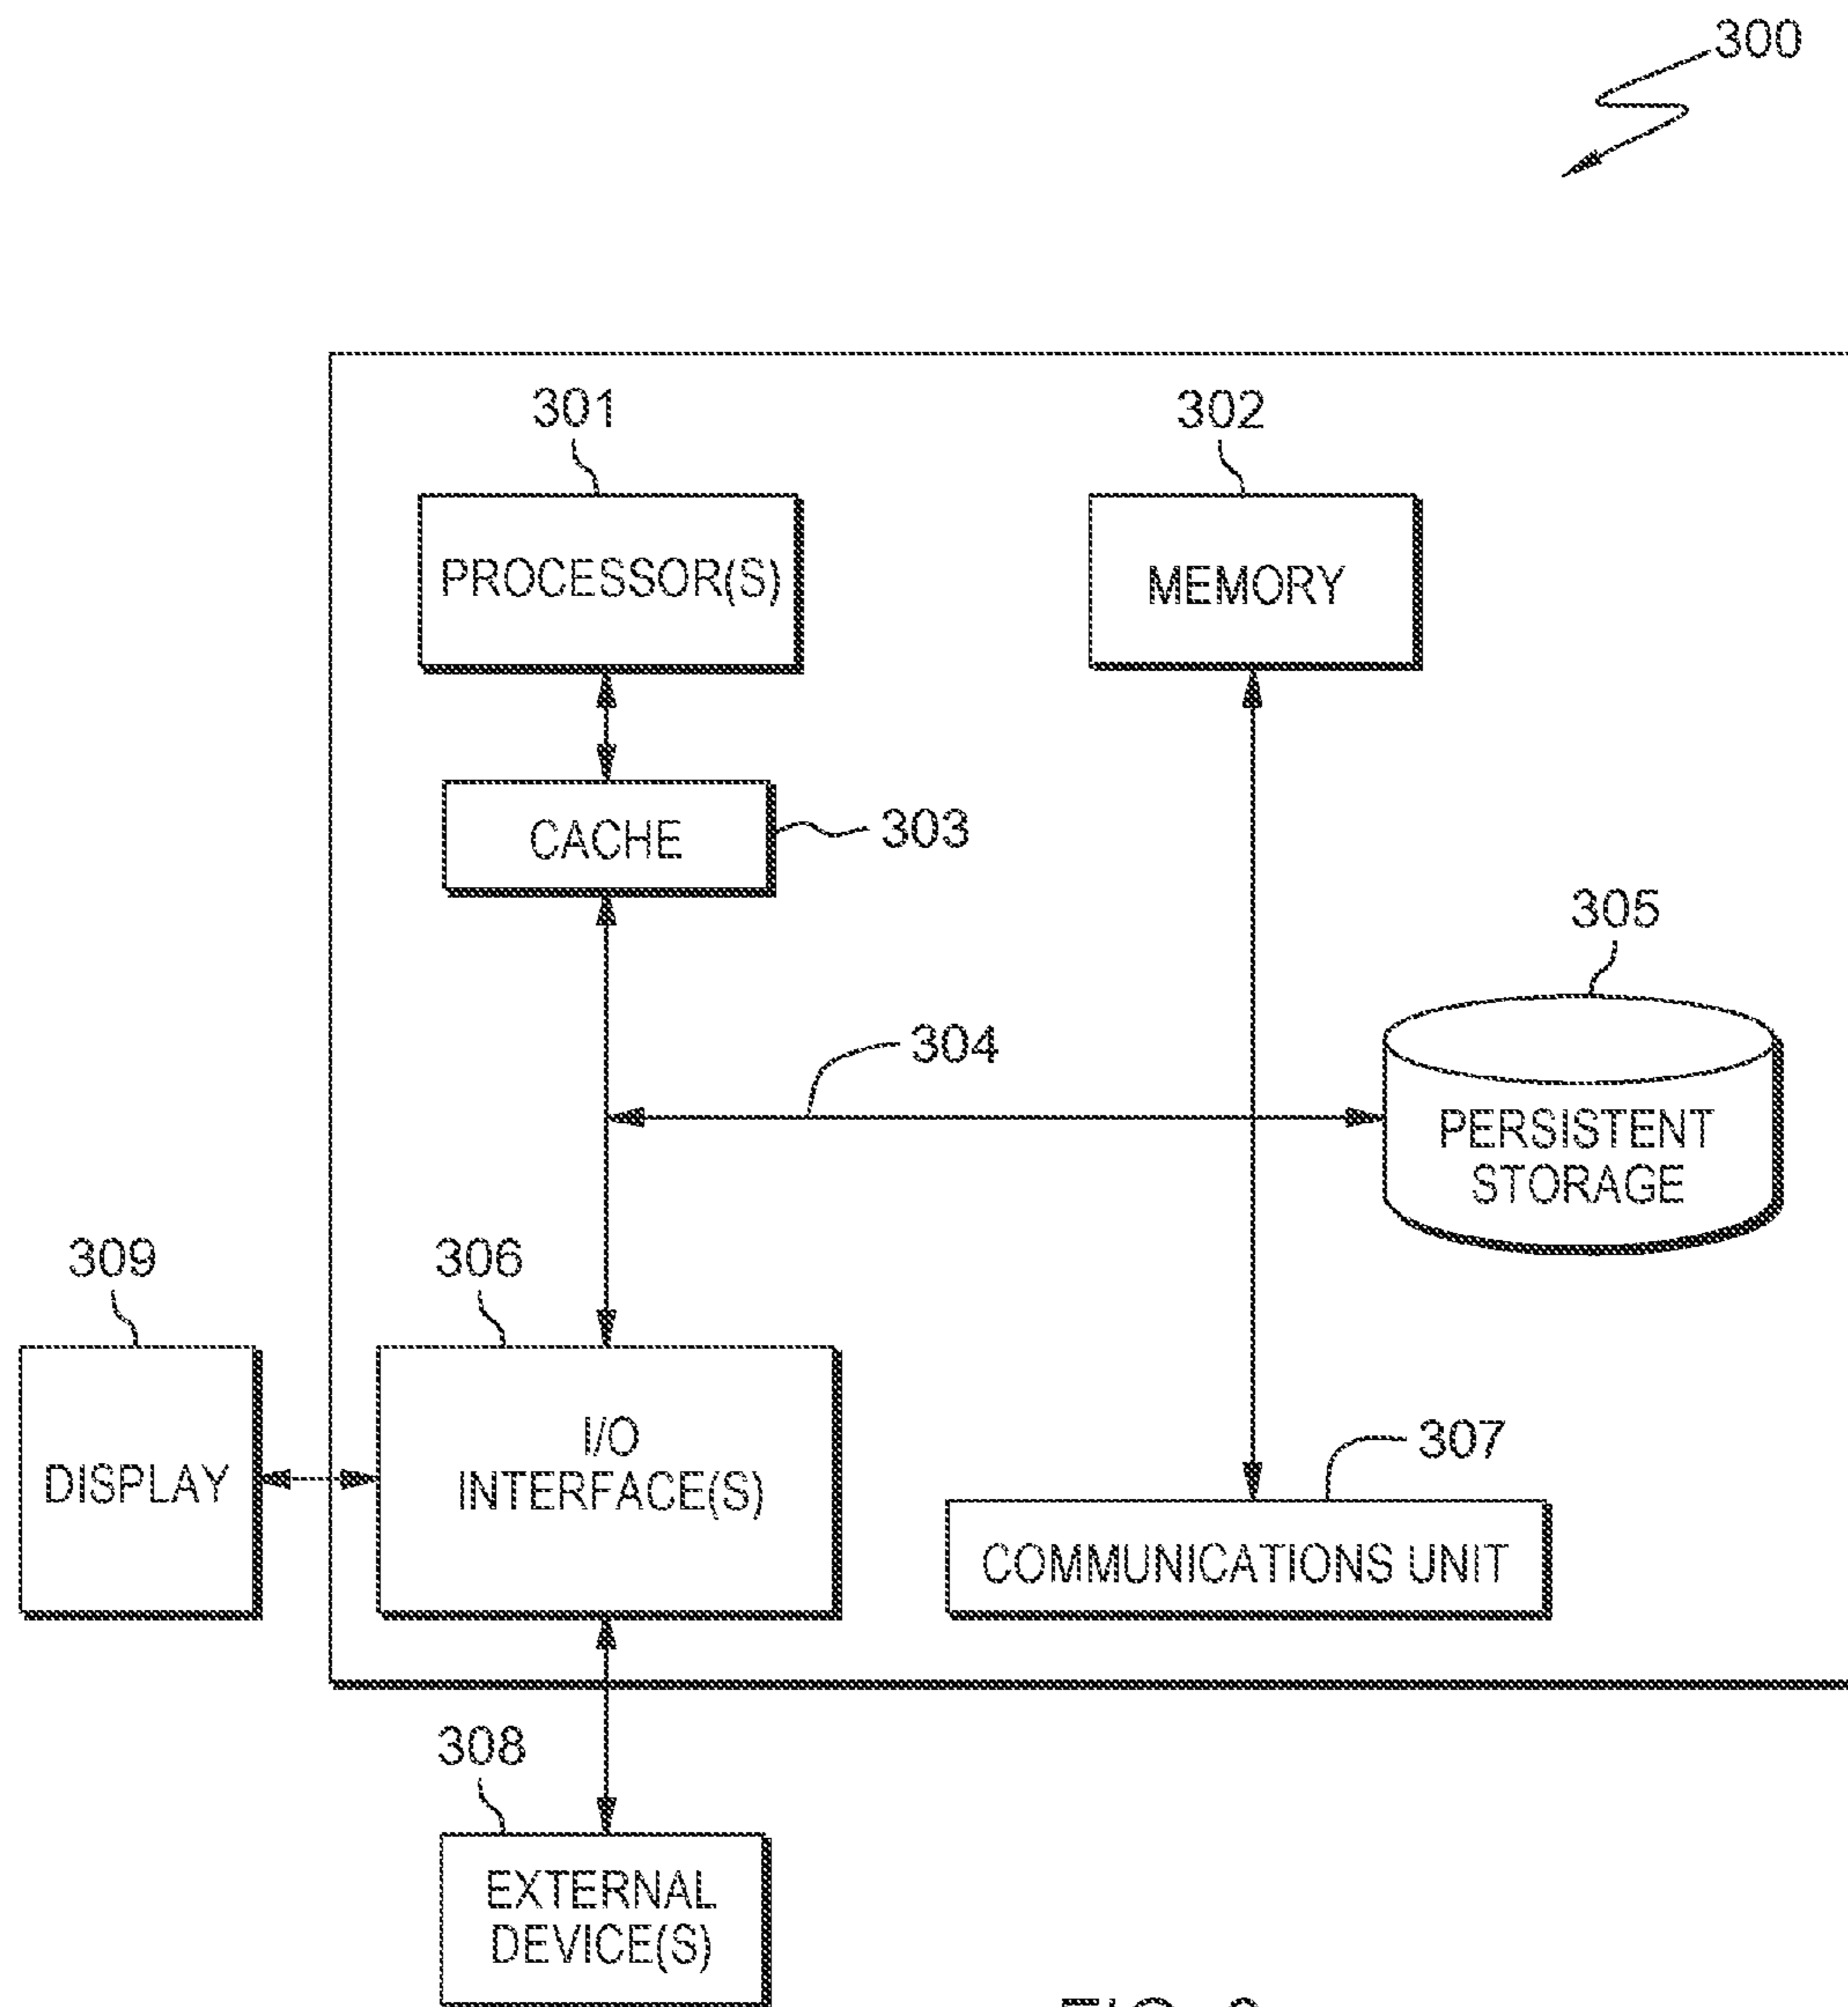 300
301
302
PROCESSOR(S)
MEMORY
CACHE
303
305
304
PERSISTENT
STORAGE
309
306
I/O
INTERFACE(S)
307
DISPLAY
COMMUNICATIONS UNIT
308
EXTERNAL
DEVICE(S)
FIG.